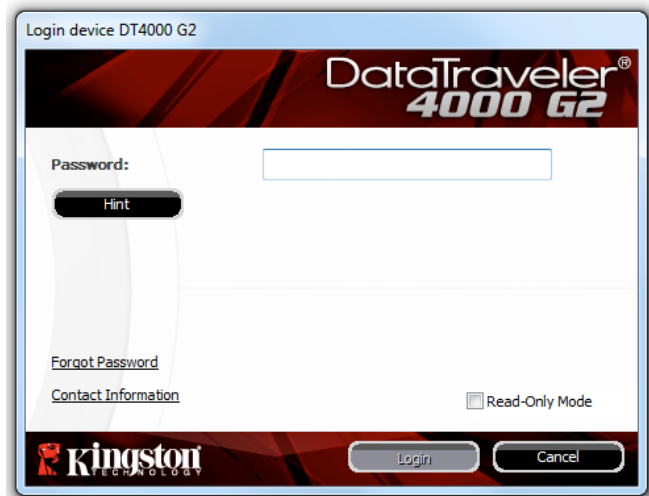 Login device DT4000 G2
DataTraveler®
4000 G2
Password:
Hint
Forgot Password
Contact Information
Read-Only Mode
Kingston
TECHNOLOGY
Login
Cancel